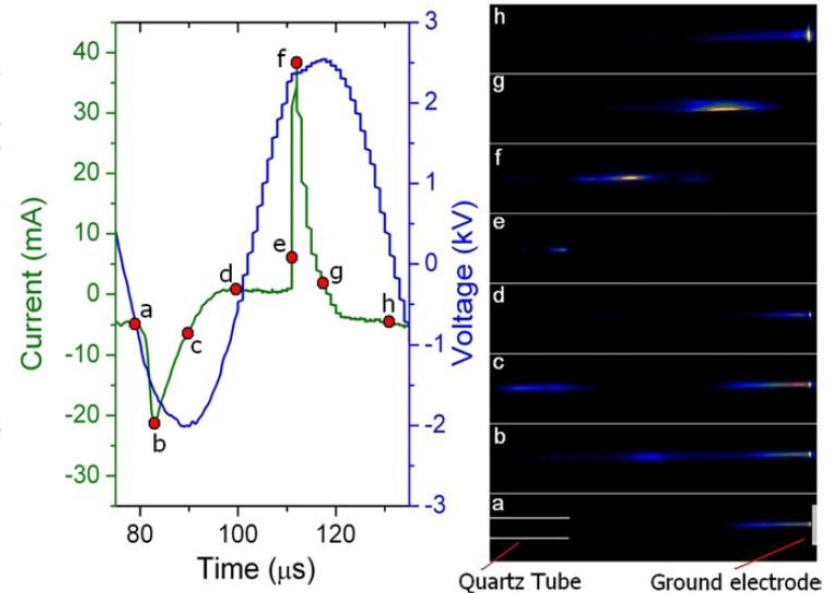 40
30
20
10
0
-10
-20
-30
Current (mA)
80
100
120
Time (μs)
3
2
1
0
-1
-2
-3
Voltage (kV)
a
b
c
d
e
f
g
h
h
g
f
e
d
c
b
a
Quartz Tube
Ground electrode